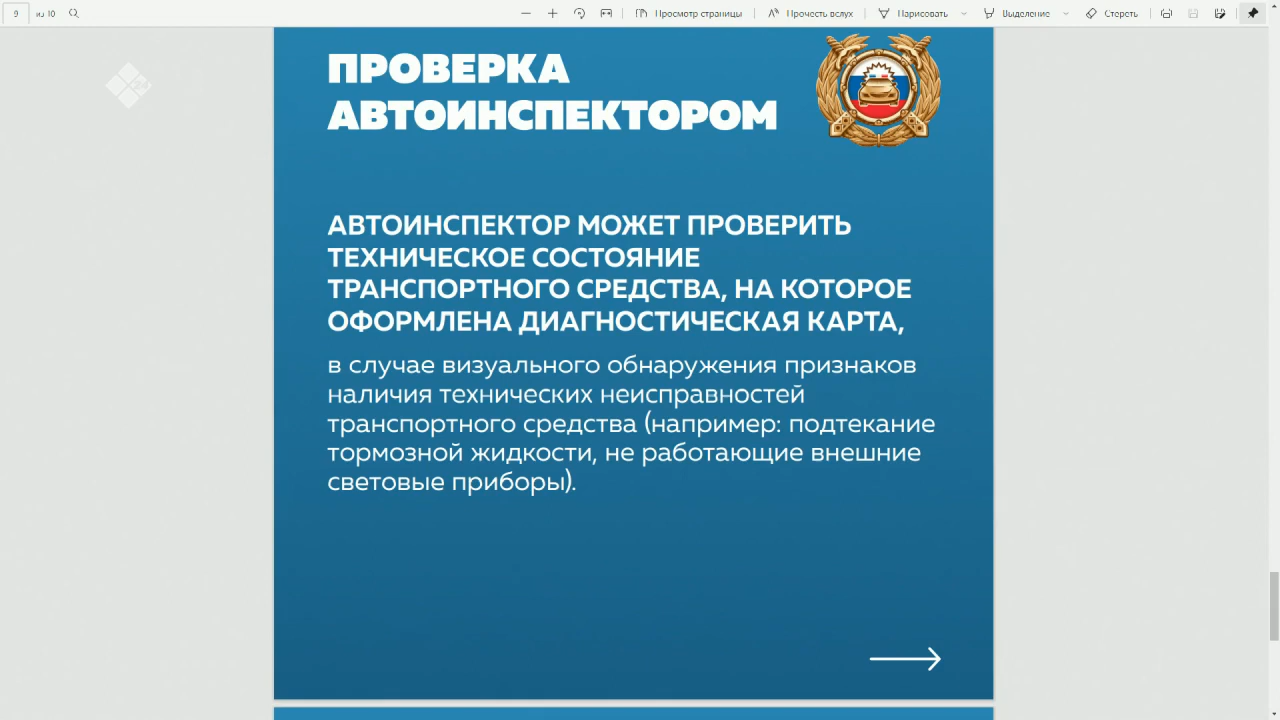 9 из 10 Просмотр страницы Прочесть вслух Нарисовать Выделение Стереть
24
ПРОВЕРКА
АВТОИНСПЕКТОРОМ
АВТОИНСПЕКТОР МОЖЕТ ПРОВЕРИТЬ
ТЕХНИЧЕСКОЕ СОСТОЯНИЕ
ТРАНСПОРТНОГО СРЕДСТВА, НА КОТОРОЕ
ОФОРМЛЕНА ДИАГНОСТИЧЕСКАЯ КАРТА,
в случае визуального обнаружения признаков
наличия технических неисправностей
транспортного средства (например: подтекание
тормозной жидкости, не работающие внешние
световые приборы).